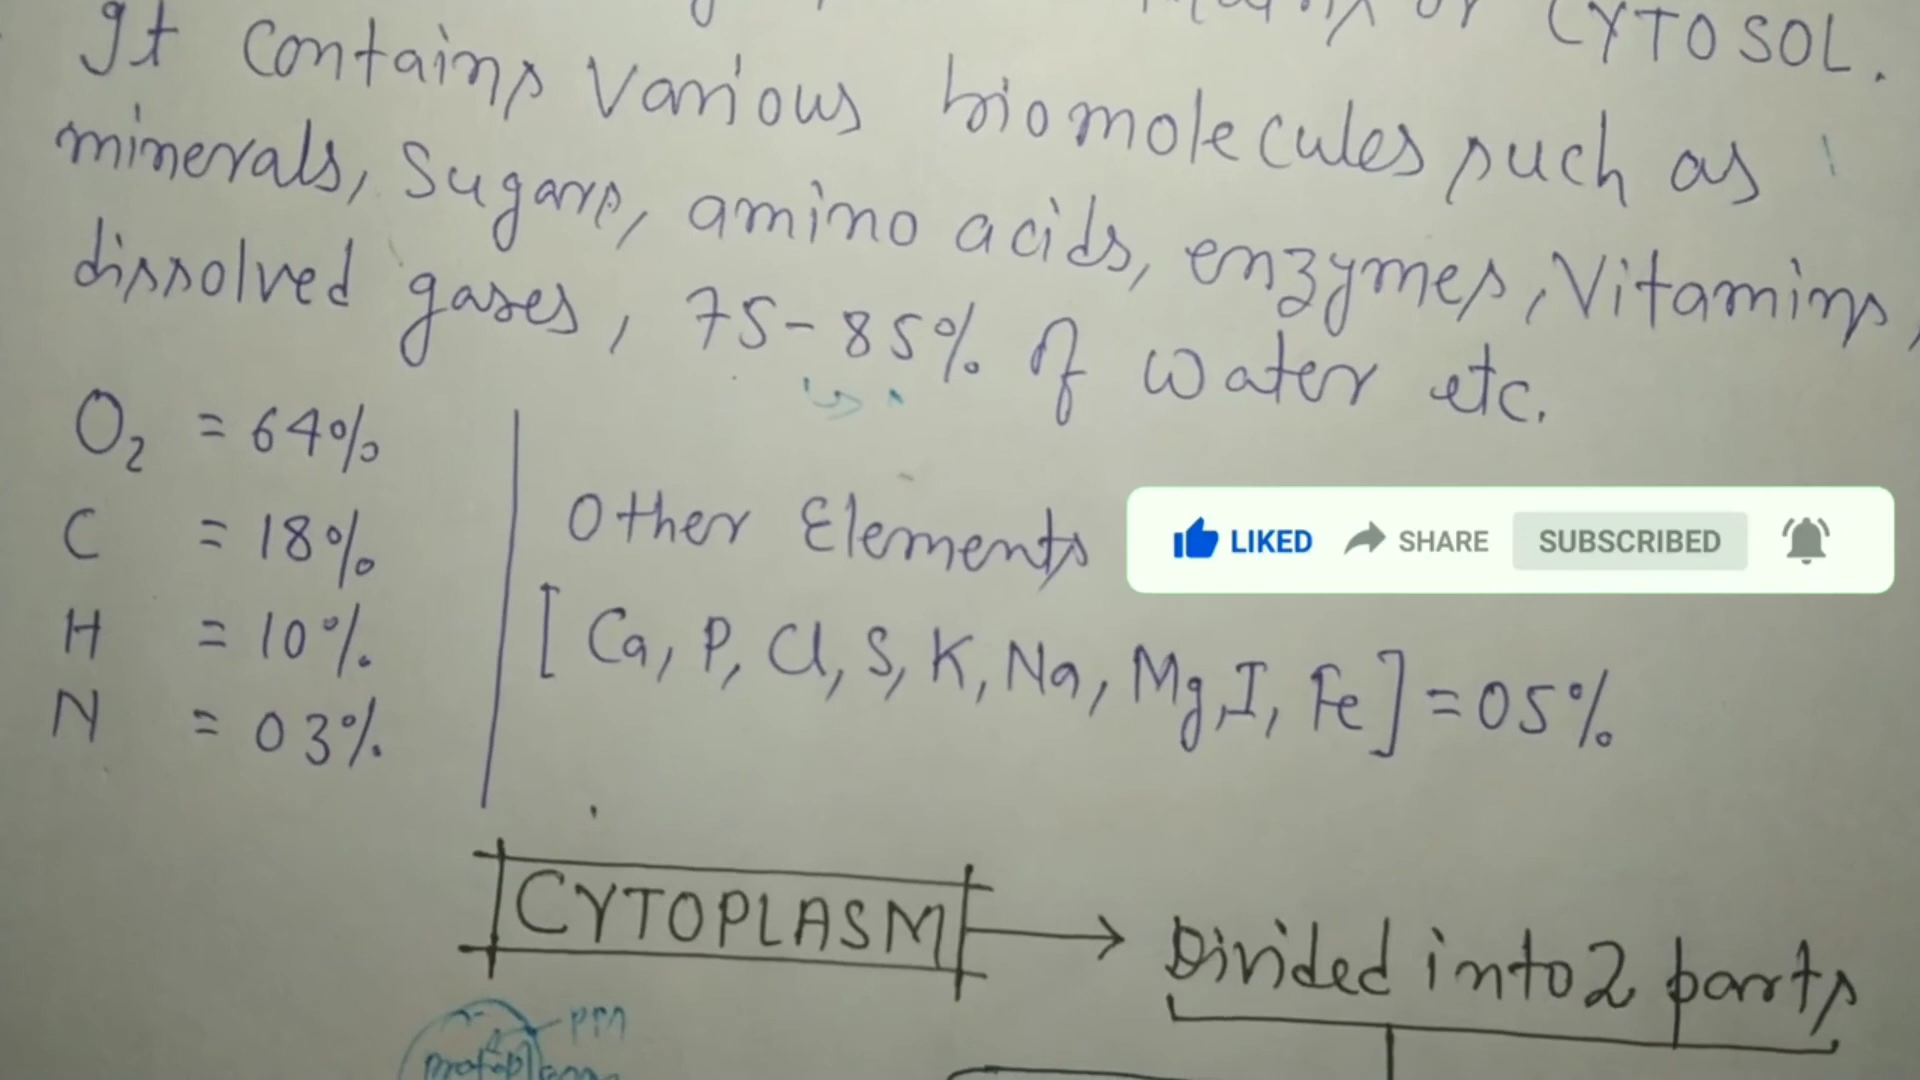 CYTOSOL.
It contains various biomolecules such as
minerals, sugars, amino acids, enzymes, Vitamins,
dissolved gases, 75-85% of water etc.
O2 = 64%
C = 18%
H = 10%
N = 03%
Other Elements
[Ca, P, Cl, S, K, Na, Mg, I, Fe] = 05%
LIKED SHARE SUBSCRIBED
CYTOPLASM → Divided into 2 parts